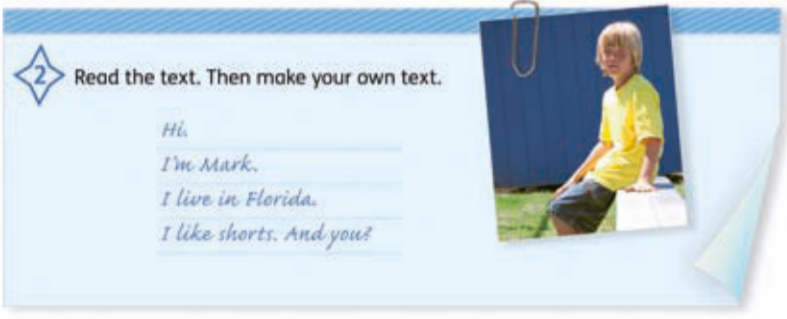 2 Read the text. Then make your own text.
Hi.
I'm Mark.
I live in Florida.
I like shorts. And you?